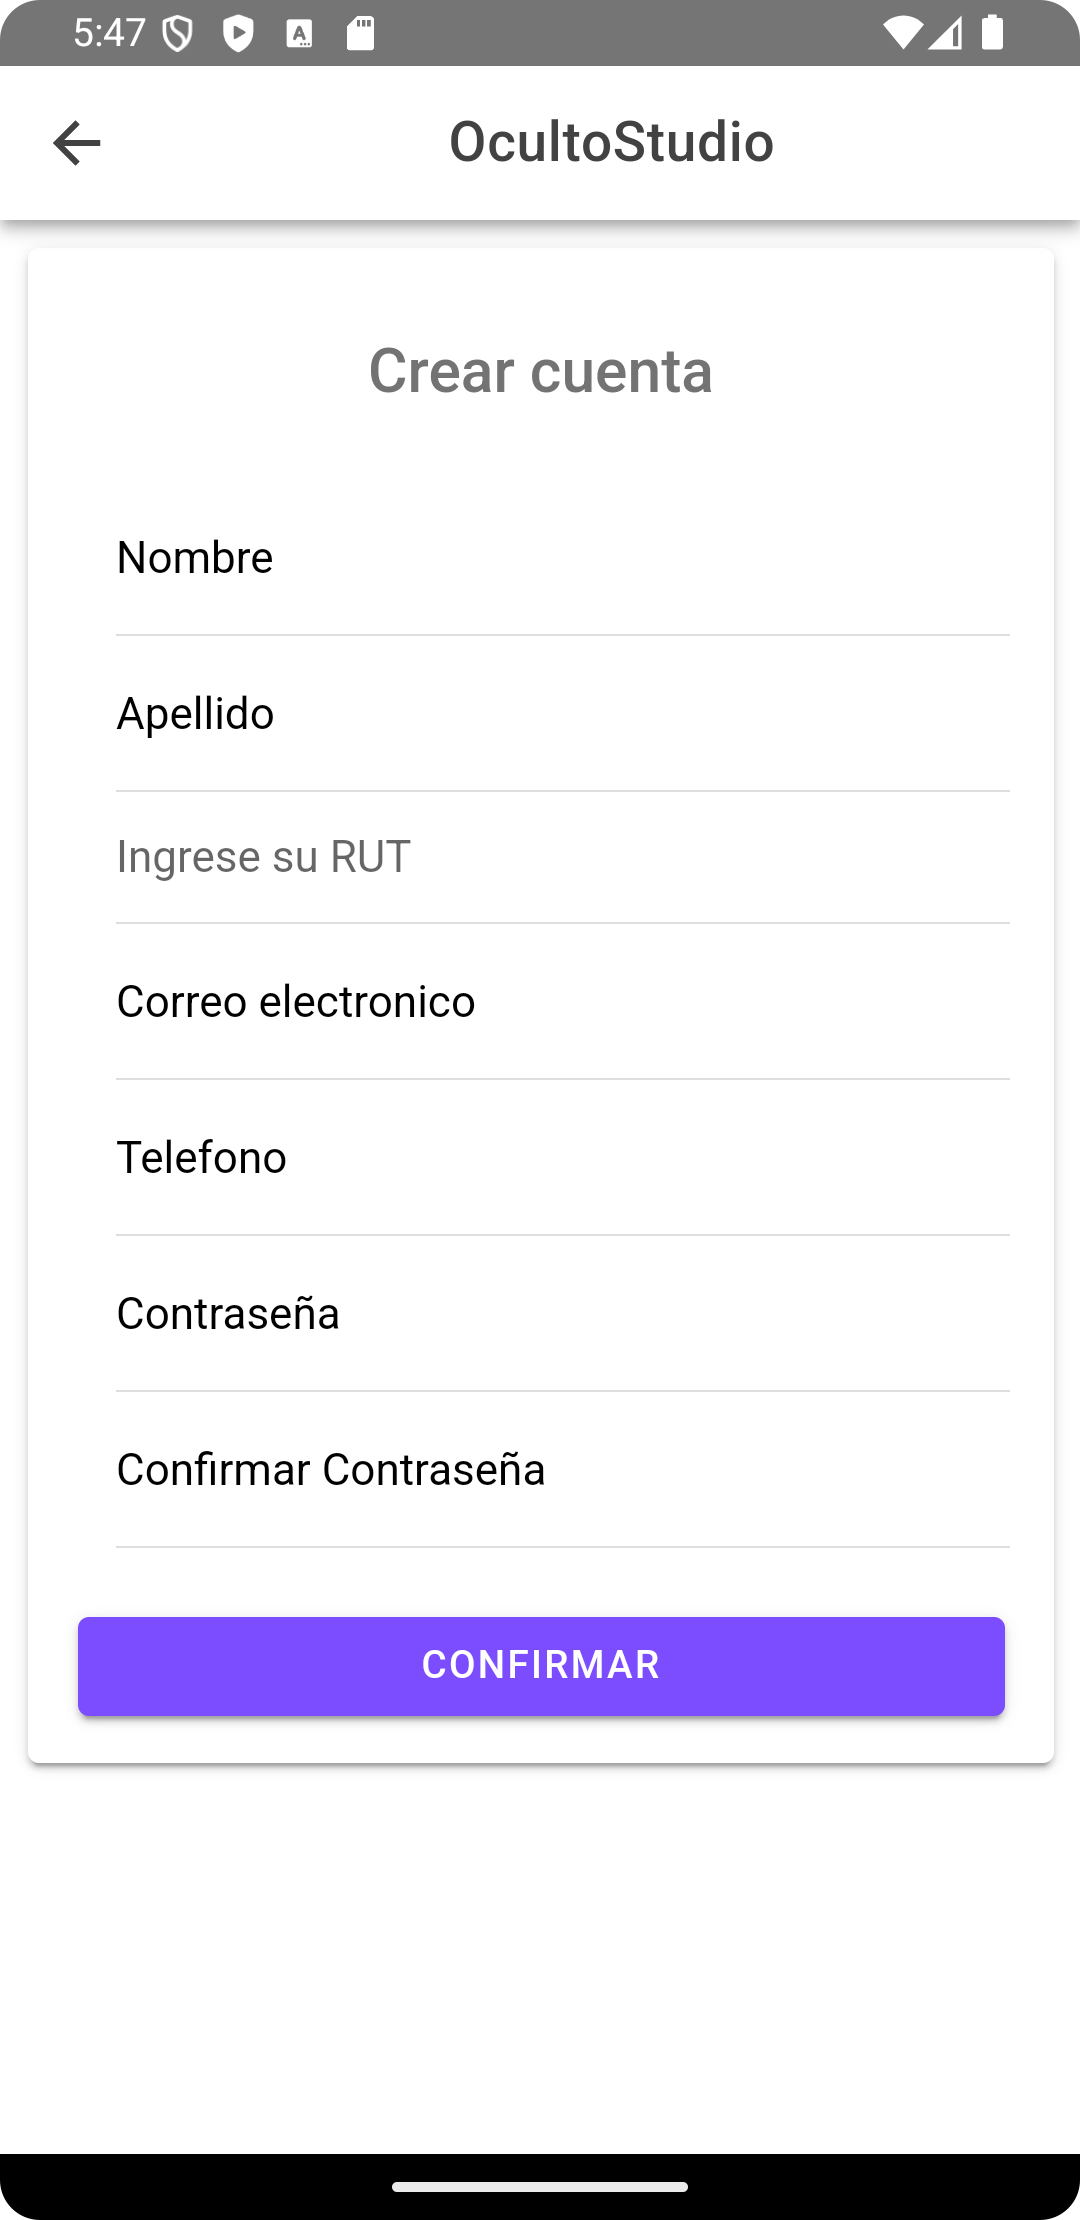 5:47
OcultoStudio
Crear cuenta
Nombre
Apellido
Ingrese su RUT
Correo electronico
Telefono
Contraseña
Confirmar Contraseña
CONFIRMAR